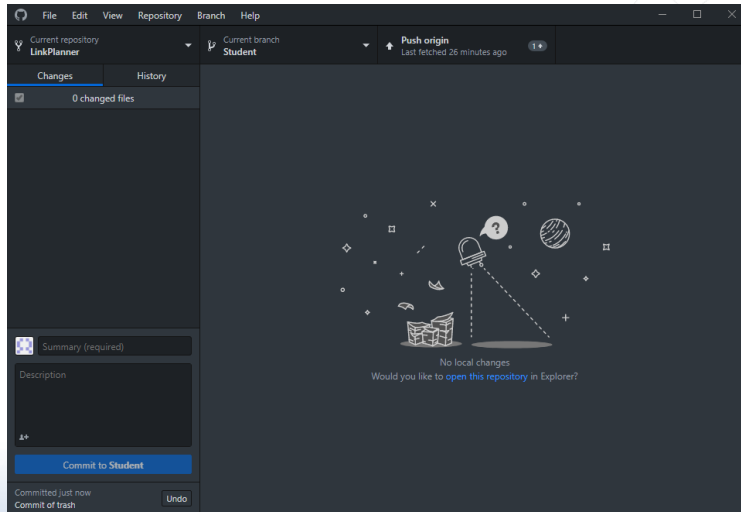 File Edit View Repository Branch Help
Current repository
LinkPlanner
Current branch
Student
Push origin
Last fetched 26 minutes ago
1
Changes History
0 changed files
?
No local changes
Would you like to open this repository in Explorer?
Summary (required)
Description
Commit to Student
Committed just now
Commit of trash
Undo